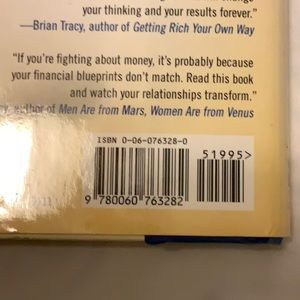 your thinking and your results forever."
—Brian Tracy, author of Getting Rich Your Own Way
"If you're fighting about money, it's probably because
your financial blueprints don't match. Read this book
and watch your relationships transform."
author of Men Are from Mars, Women Are from Venus
ISBN 0-06-076328-0
51995>
9 780060 763282